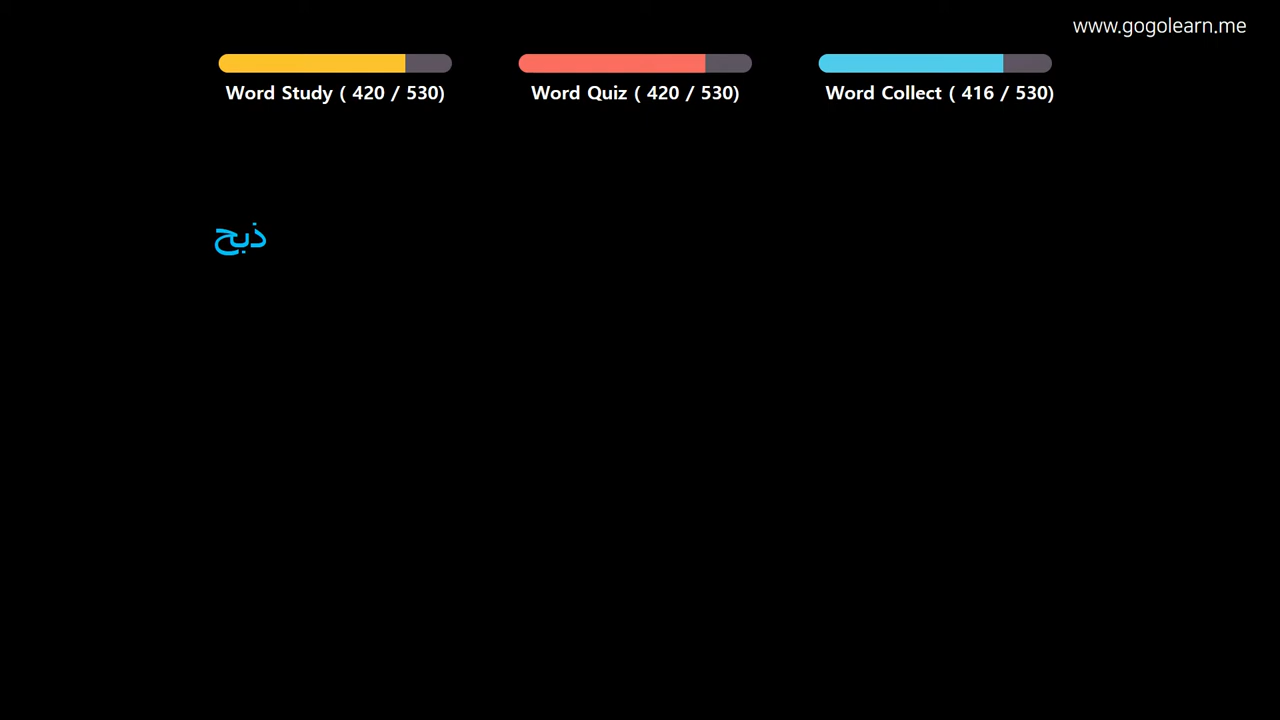 www.gogolearn.me
Word Study ( 420 / 530)
Word Quiz ( 420 / 530)
Word Collect ( 416 / 530)
ذبح